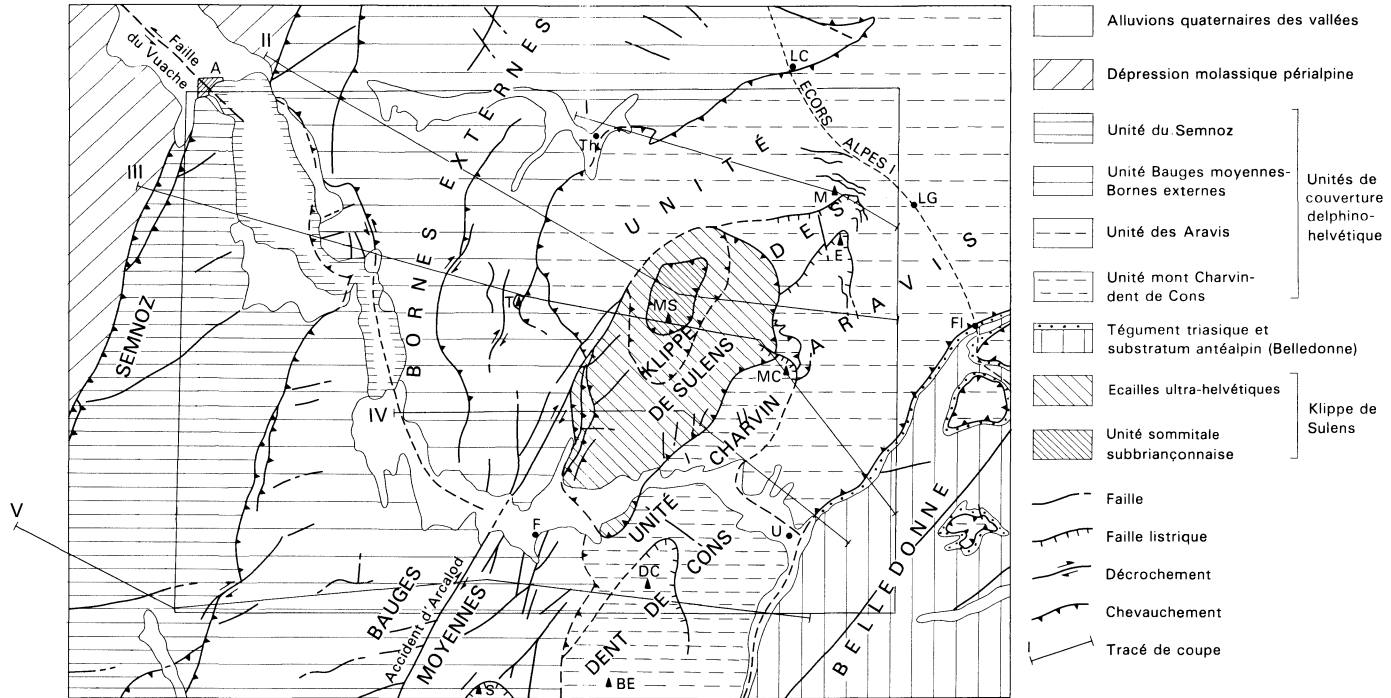 Faille
du Vuache
A
II
III
SEMNOZ
BORNES EXTERNES
I
Th
LC
ECORS
ALPES I
M
LG
E
UNITÉ DES ARAVIS
T
MS
KLIPPE
DE SULENS
MC
Fl
IV
CHARVIN
UNITÉ
CONS
V
F
U
DC
DE
DENT
BE
BAUGES
Accident d'Arcalod
MOYENNES
S
BELLEDONNE
Alluvions quaternaires des vallées
Dépression molassique périalpine
Unité du Semnoz
Unité Bauges moyennes-
Bornes externes
Unité des Aravis
Unité mont Charvin-
dent de Cons
Unités de
couverture
delphino-
helvétique
Tégument triasique et
substratum antéalpin (Belledonne)
Ecailles ultra-helvétiques
Unité sommitale
subbriançonnaise
Klippe de
Sulens
Faille
Faille listrique
Décrochement
Chevauchement
I
Tracé de coupe